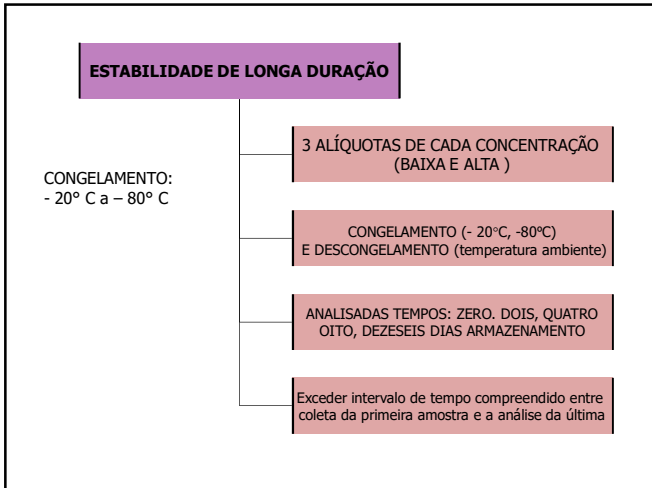 ESTABILIDADE DE LONGA DURAÇÃO
CONGELAMENTO:
- 20° C a – 80° C
3 ALÍQUOTAS DE CADA CONCENTRAÇÃO
(BAIXA E ALTA )
CONGELAMENTO (- 20°C, -80ºC)
E DESCONGELAMENTO (temperatura ambiente)
ANALISADAS TEMPOS: ZERO. DOIS, QUATRO
OITO, DEZESEIS DIAS ARMAZENAMENTO
Exceder intervalo de tempo compreendido entre
coleta da primeira amostra e a análise da última